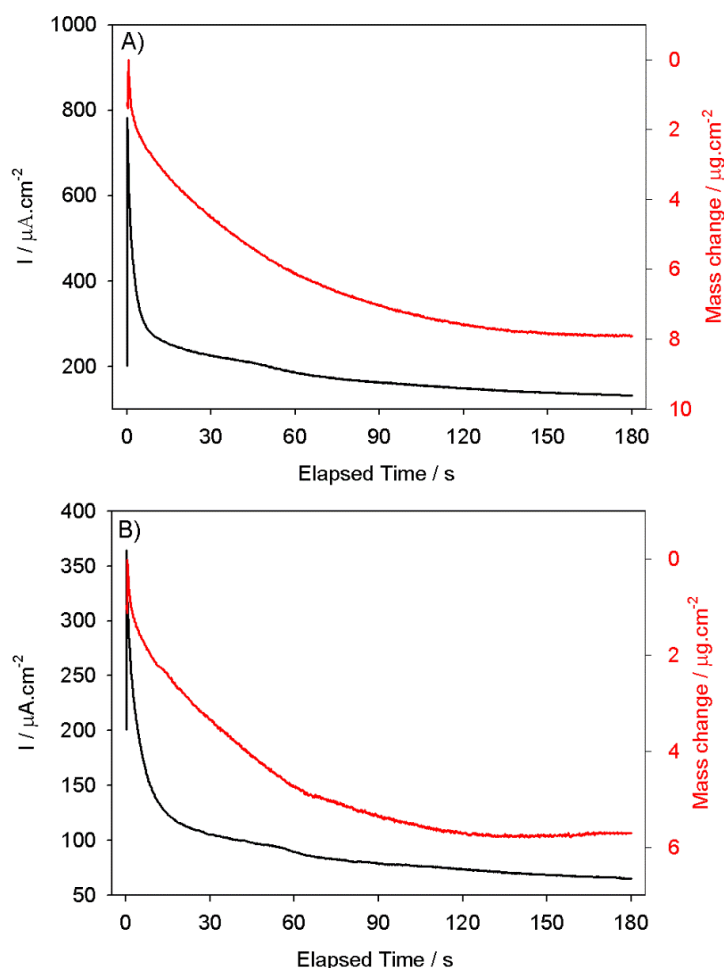 A)
1000
800
600
400
200
I / μA.cm⁻²
0
2
4
6
8
10
Mass change / μg.cm⁻²
0 30 60 90 120 150 180
Elapsed Time / s
B)
400
350
300
250
200
150
100
50
I / μA.cm⁻²
0
2
4
6
Mass change / μg.cm⁻²
0 30 60 90 120 150 180
Elapsed Time / s